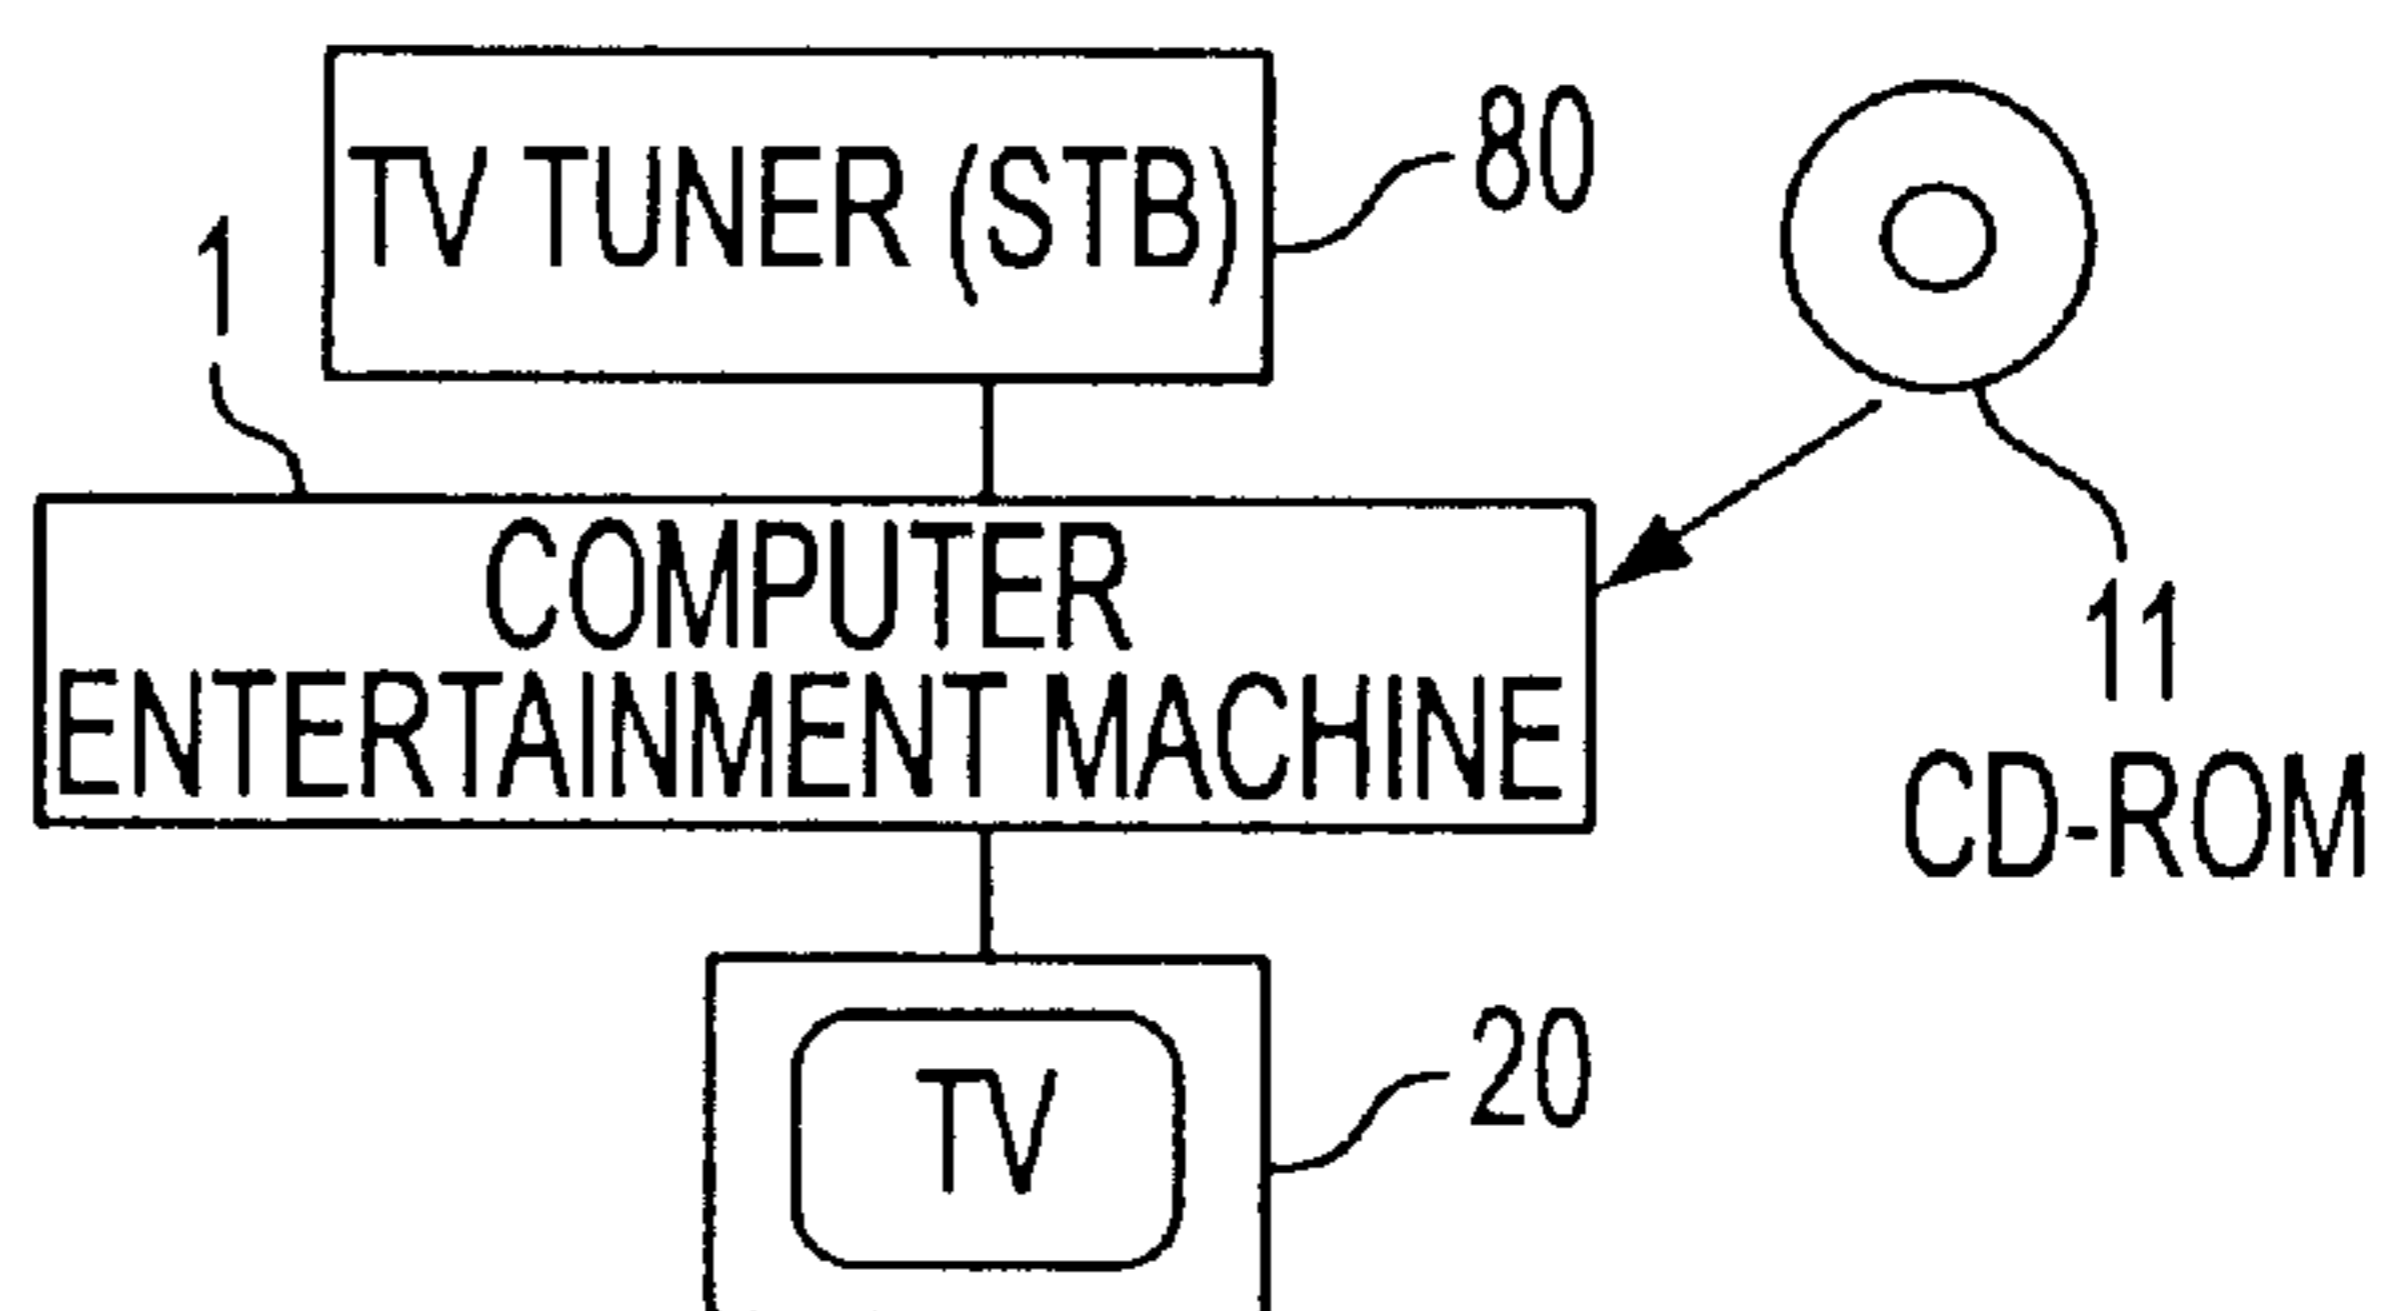 TV TUNER (STB)
80
1
COMPUTER
ENTERTAINMENT MACHINE
11
CD-ROM
TV
20